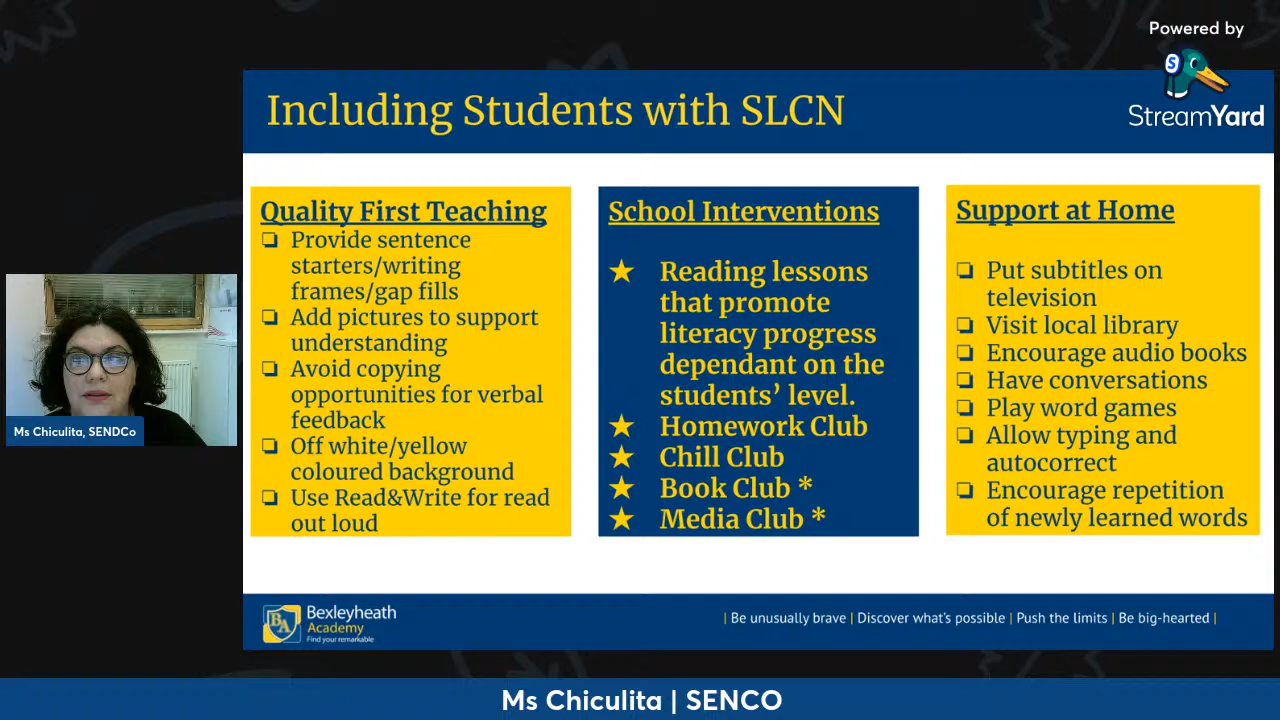 Powered by
StreamYard
Including Students with SLCN
Quality First Teaching
❏ Provide sentence
starters/writing
frames/gap fills
❏ Add pictures to support
understanding
❏ Avoid copying
opportunities for verbal
feedback
❏ Off white/yellow
coloured background
❏ Use Read&Write for read
out loud
School Interventions
★ Reading lessons
that promote
literacy progress
dependant on the
students’ level.
★ Homework Club
★ Chill Club
★ Book Club *
★ Media Club *
Support at Home
❏ Put subtitles on
television
❏ Visit local library
❏ Encourage audio books
❏ Have conversations
❏ Play word games
❏ Allow typing and
autocorrect
❏ Encourage repetition
of newly learned words
Ms Chiculita, SENDCo
BA
Bexleyheath
Academy
Find your remarkable
| Be unusually brave | Discover what’s possible | Push the limits | Be big-hearted |
Ms Chiculita | SENCO